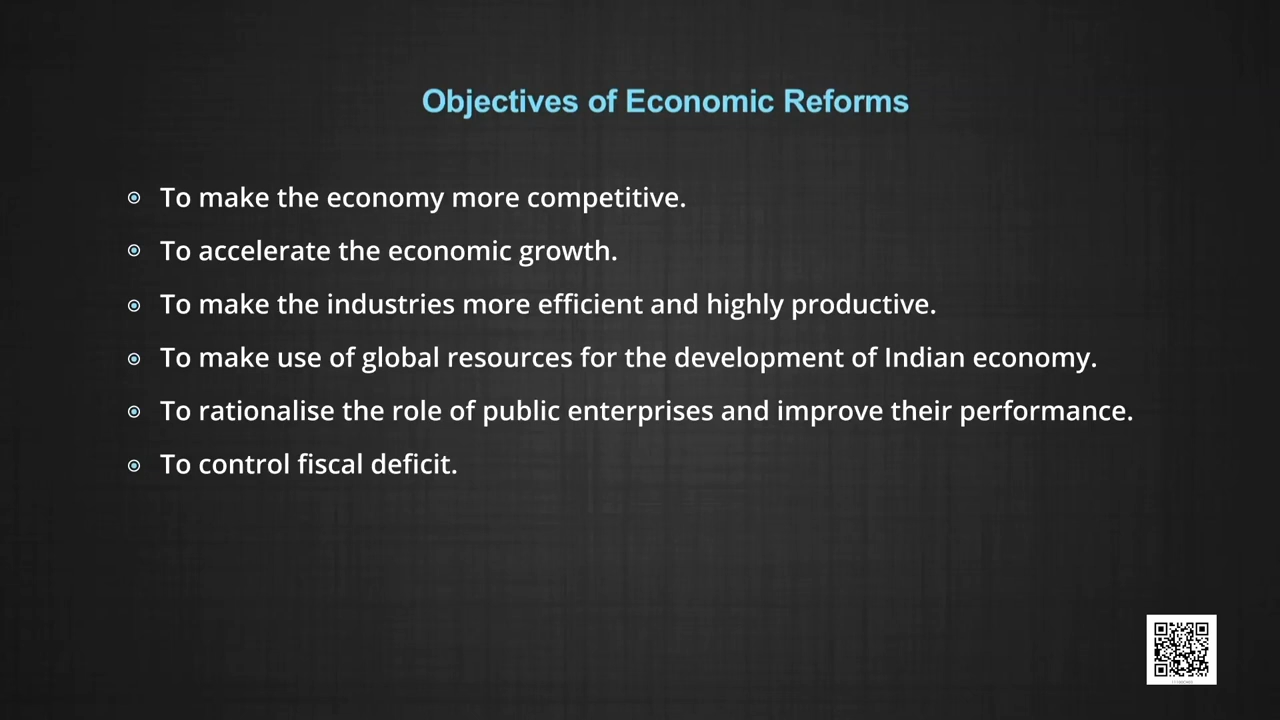 Objectives of Economic Reforms
To make the economy more competitive.
To accelerate the economic growth.
To make the industries more efficient and highly productive.
To make use of global resources for the development of Indian economy.
To rationalise the role of public enterprises and improve their performance.
To control fiscal deficit.